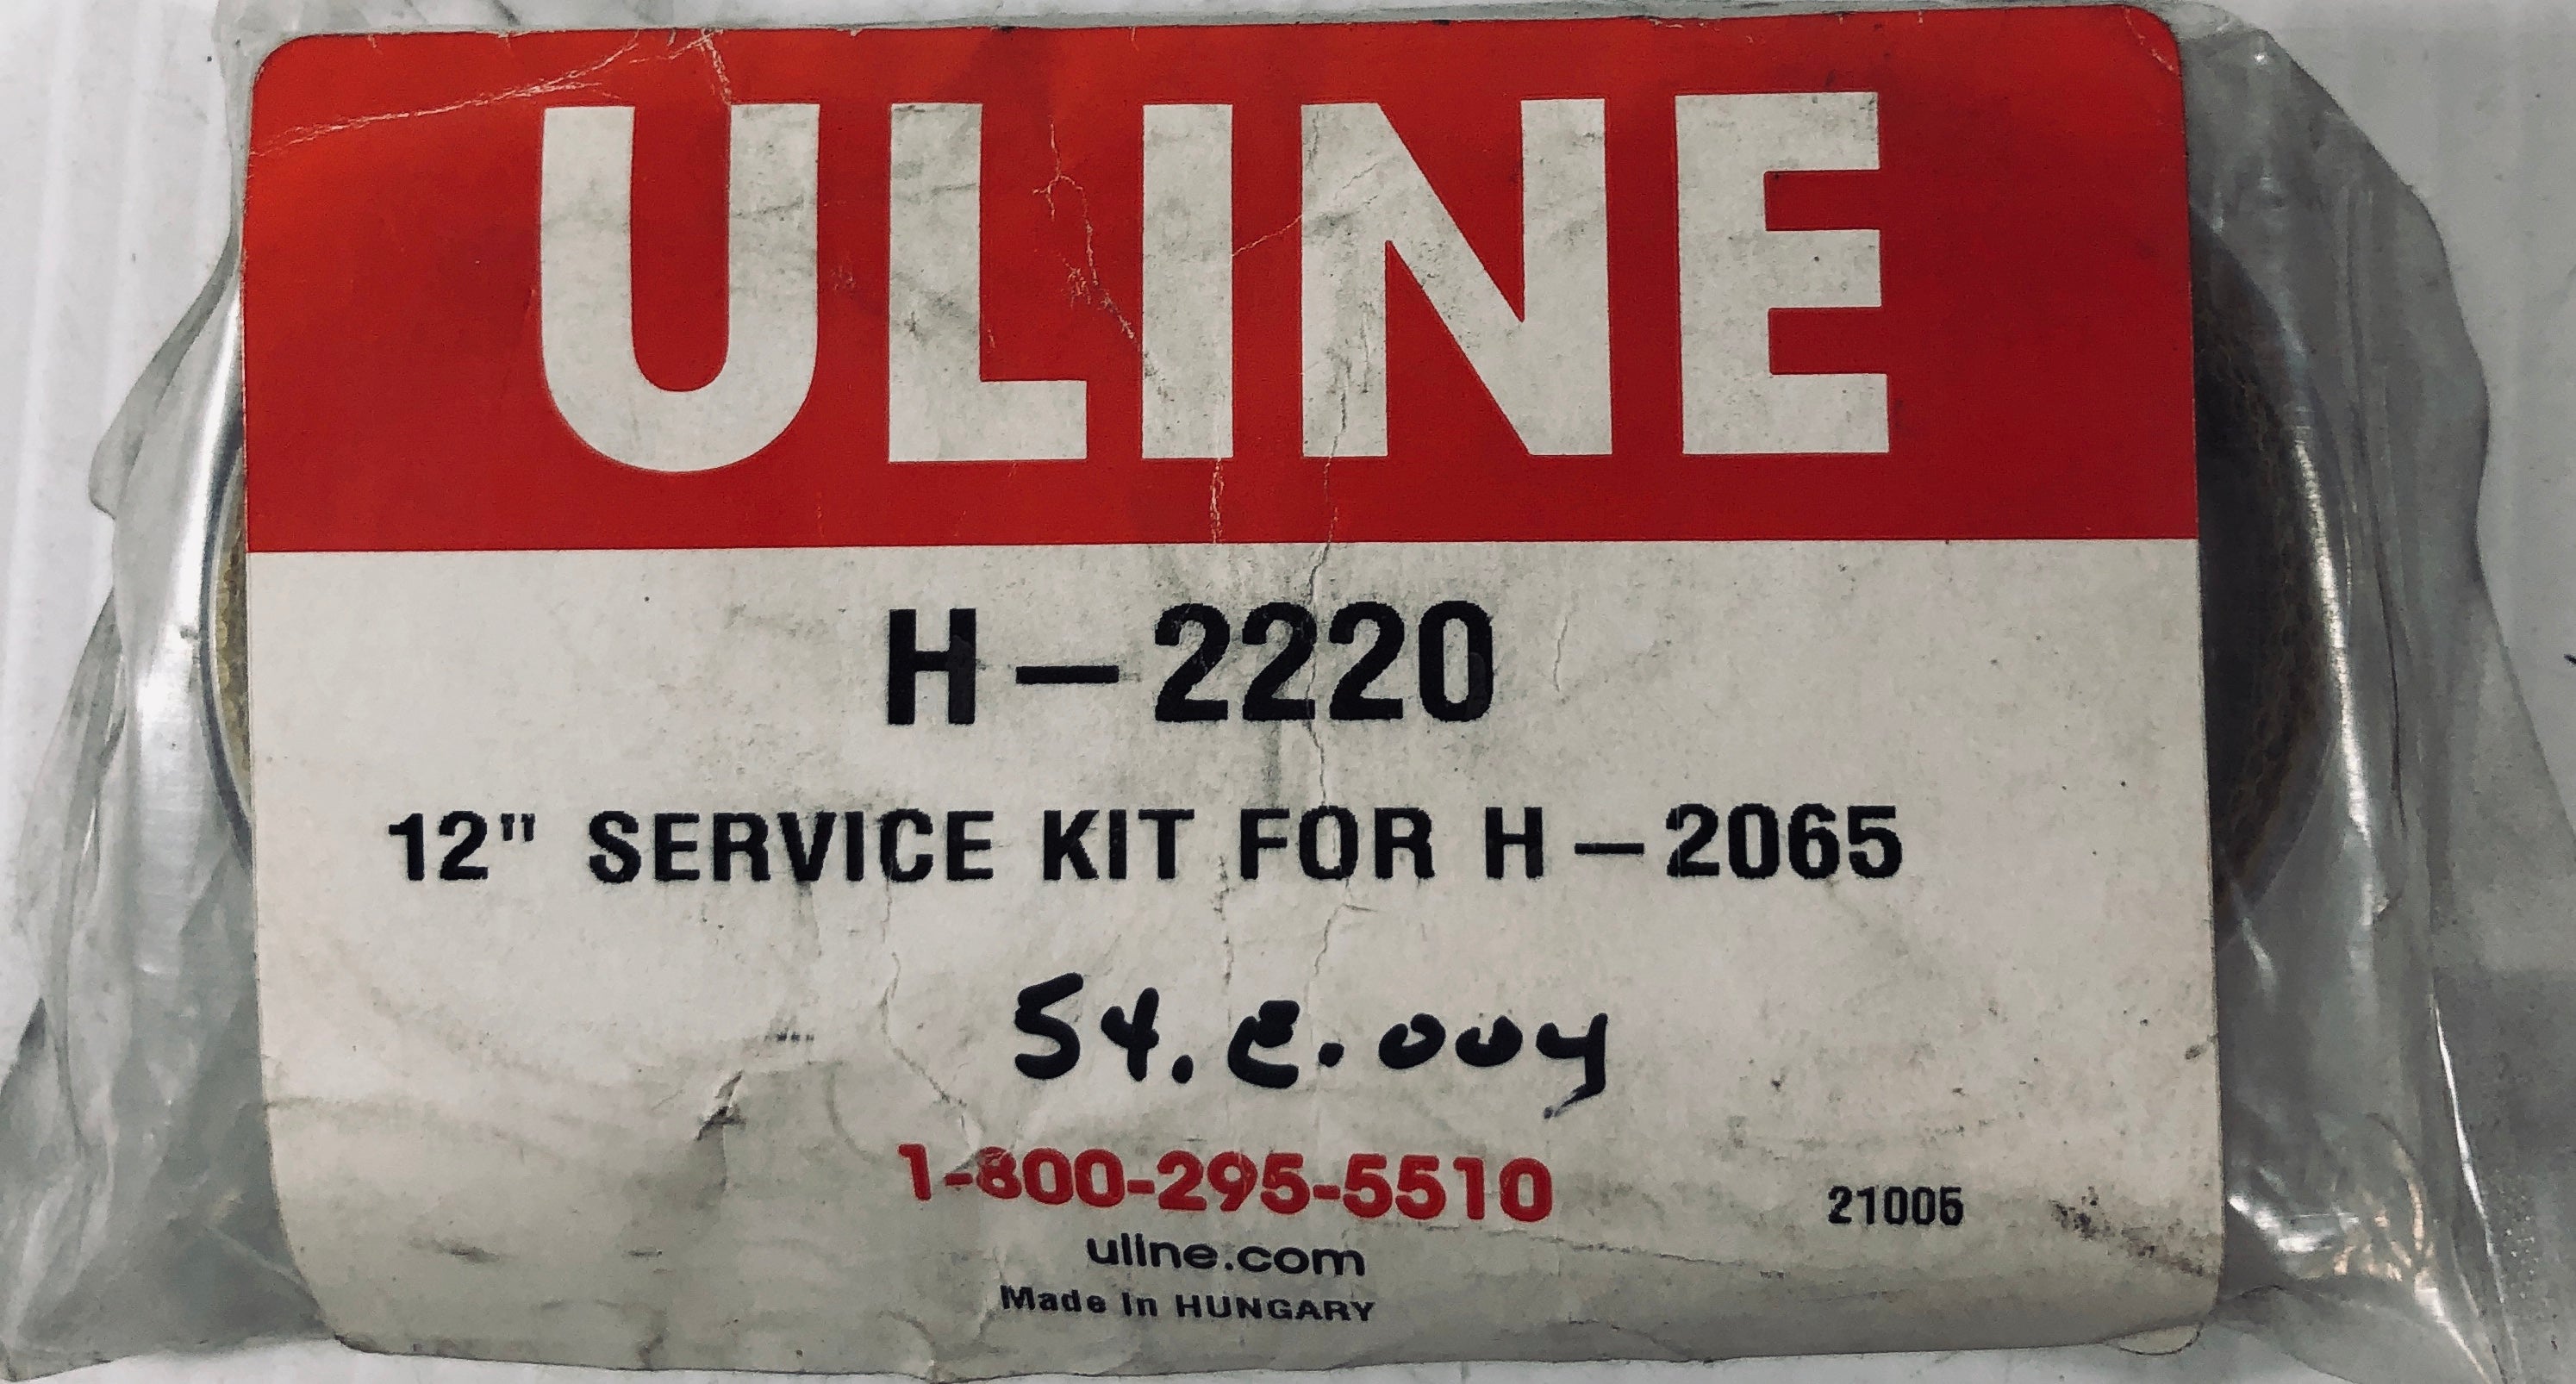 ULINE
H-2220
12" SERVICE KIT FOR H-2065
54.e.004
1-800-295-5510
21005
uline.com
Made in HUNGARY